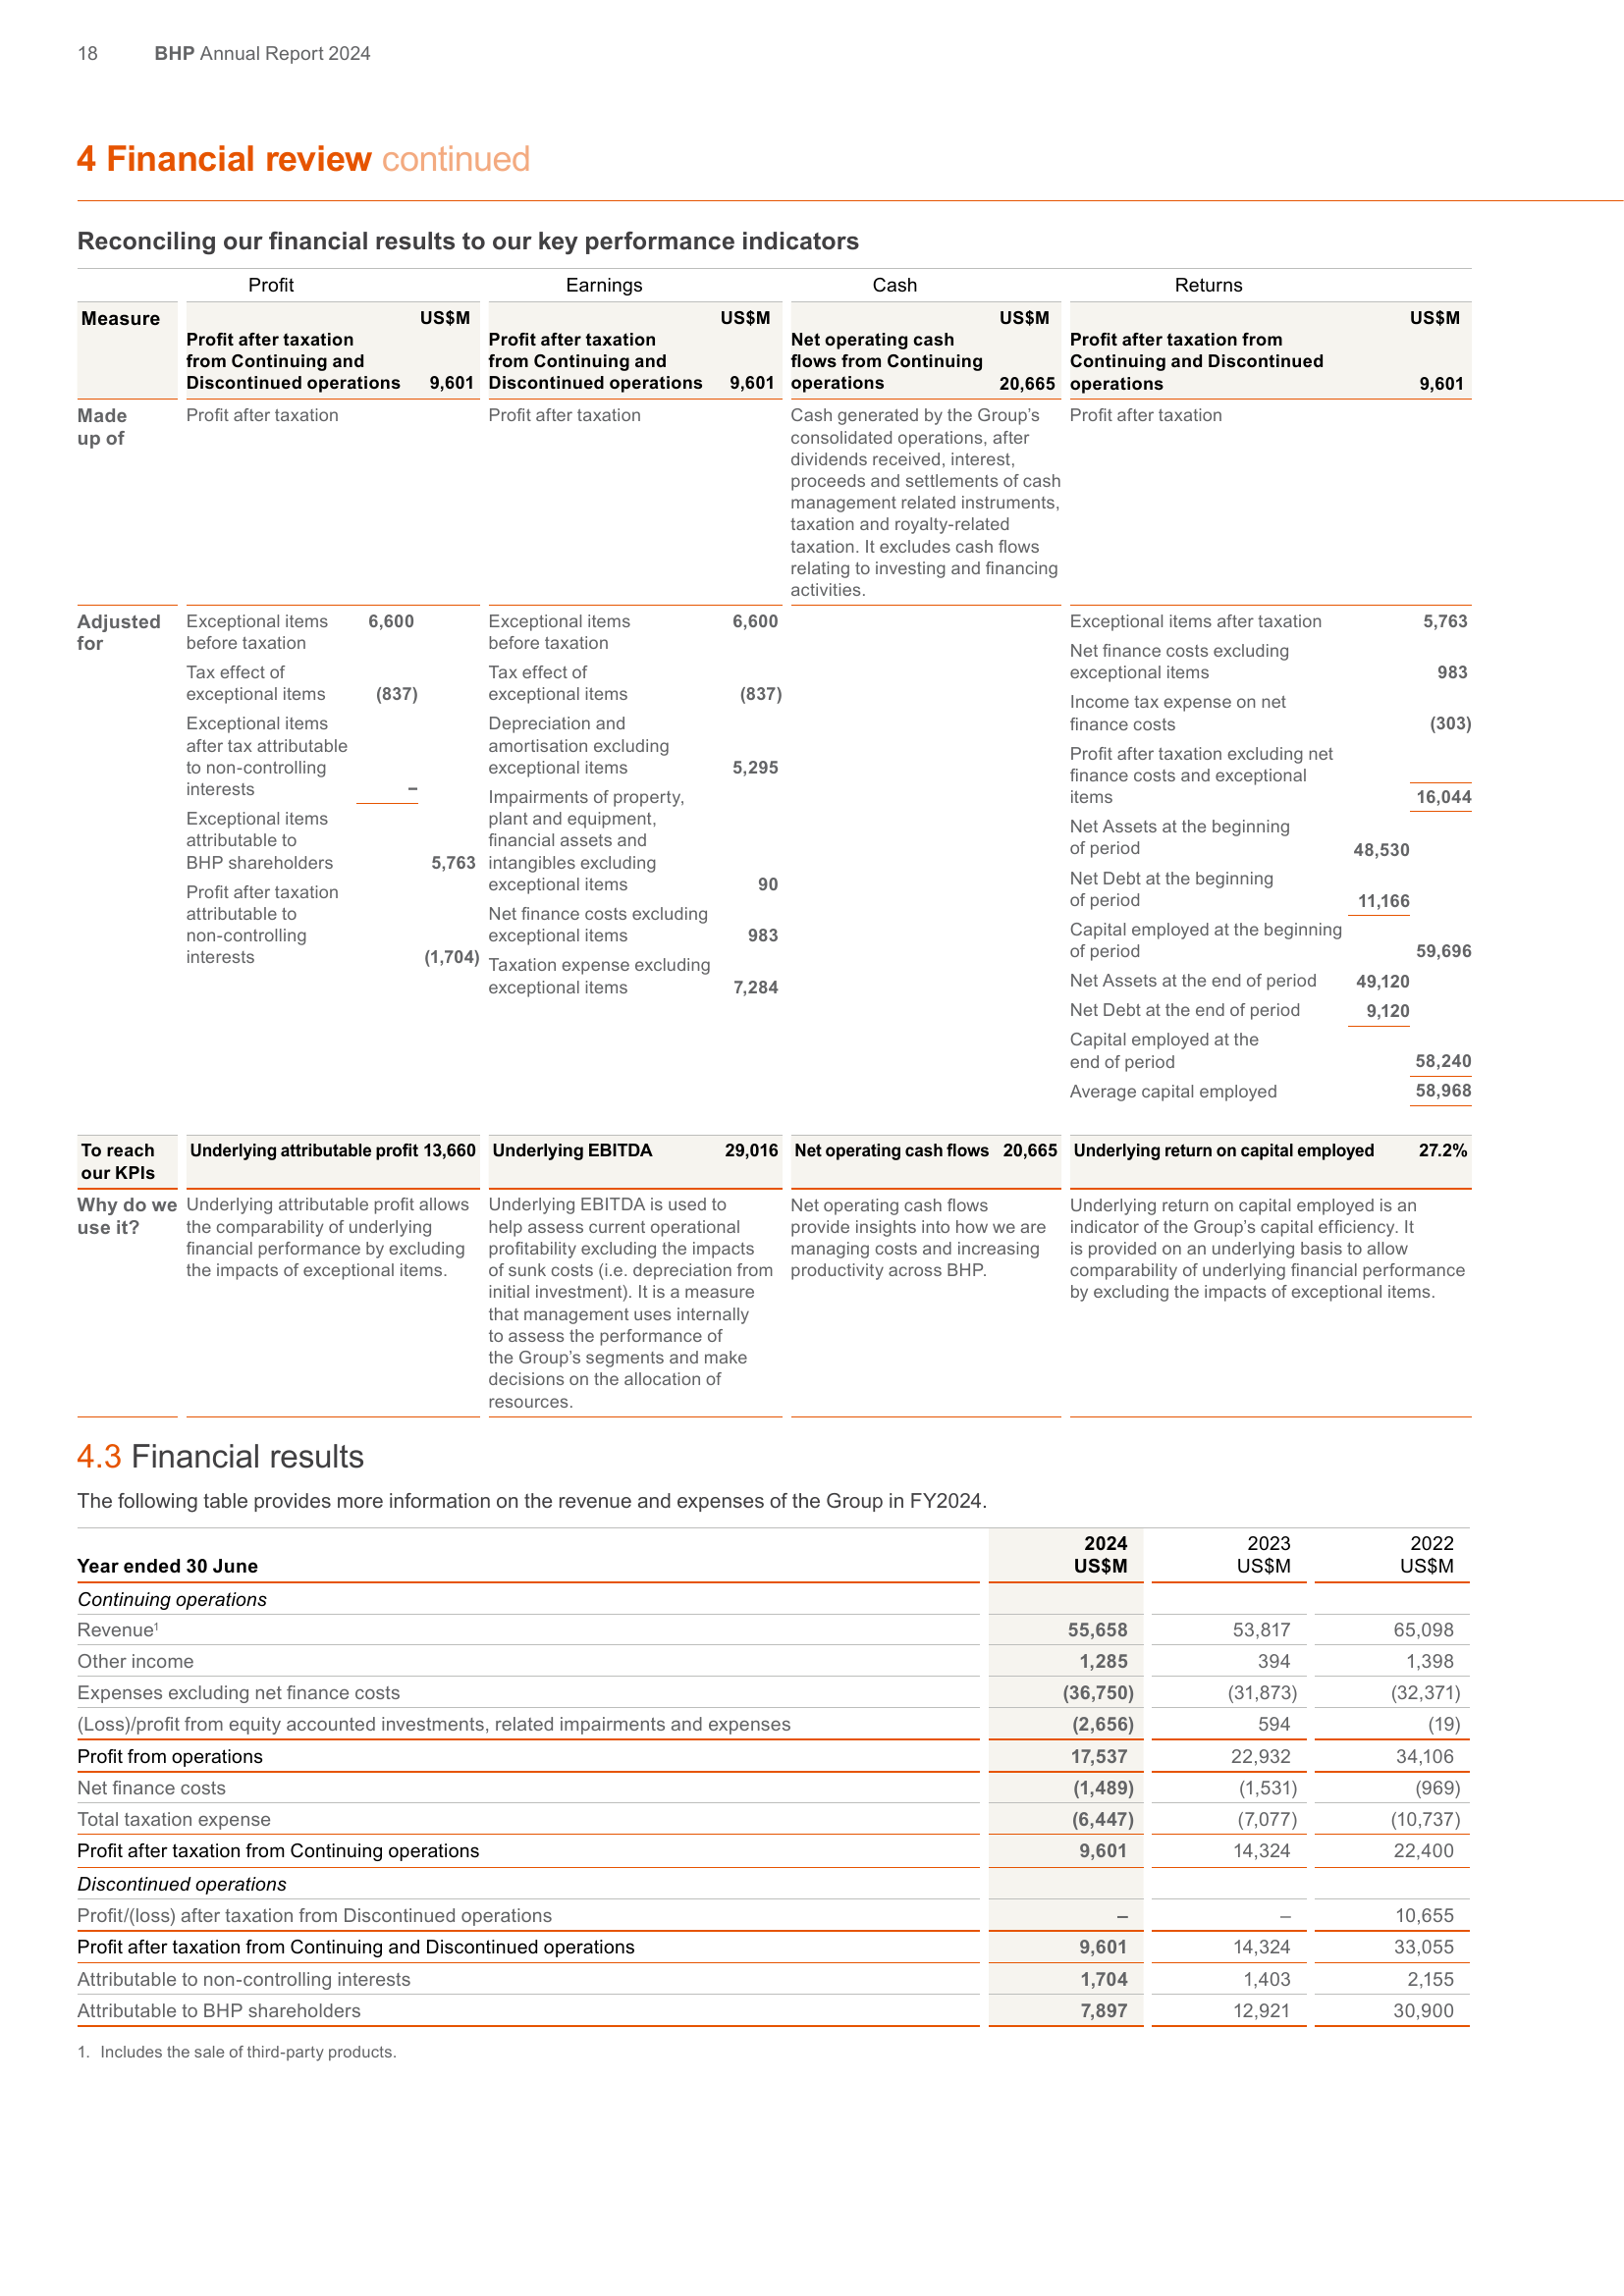 18 BHP Annual Report 2024
4 Financial review continued
Reconciling our financial results to our key performance indicators
Profit Earnings Cash Returns
Measure
US$M
Profit after taxation
from Continuing and
Discontinued operations 9,601
US$M
Profit after taxation
from Continuing and
Discontinued operations 9,601
US$M
Net operating cash
flows from Continuing
operations 20,665
US$M
Profit after taxation from
Continuing and Discontinued
operations 9,601
Made
up of
Profit after taxation
Profit after taxation
Cash generated by the Group’s
consolidated operations, after
dividends received, interest,
proceeds and settlements of cash
management related instruments,
taxation and royalty-related
taxation. It excludes cash flows
relating to investing and financing
activities.
Profit after taxation
Adjusted
for
Exceptional items 6,600
before taxation
Tax effect of
exceptional items (837)
Exceptional items
after tax attributable
to non-controlling
interests –
Exceptional items
attributable to
BHP shareholders 5,763
Profit after taxation
attributable to
non-controlling
interests (1,704)
Exceptional items 6,600
before taxation
Tax effect of
exceptional items (837)
Depreciation and
amortisation excluding
exceptional items 5,295
Impairments of property,
plant and equipment,
financial assets and
intangibles excluding
exceptional items 90
Net finance costs excluding
exceptional items 983
Taxation expense excluding
exceptional items 7,284
Exceptional items after taxation 5,763
Net finance costs excluding
exceptional items 983
Income tax expense on net
finance costs (303)
Profit after taxation excluding net
finance costs and exceptional
items 16,044
Net Assets at the beginning
of period 48,530
Net Debt at the beginning
of period 11,166
Capital employed at the beginning
of period 59,696
Net Assets at the end of period 49,120
Net Debt at the end of period 9,120
Capital employed at the
end of period 58,240
Average capital employed 58,968
To reach
our KPIs
Underlying attributable profit 13,660
Underlying EBITDA 29,016
Net operating cash flows 20,665
Underlying return on capital employed 27.2%
Why do we
use it?
Underlying attributable profit allows
the comparability of underlying
financial performance by excluding
the impacts of exceptional items.
Underlying EBITDA is used to
help assess current operational
profitability excluding the impacts
of sunk costs (i.e. depreciation from
initial investment). It is a measure
that management uses internally
to assess the performance of
the Group’s segments and make
decisions on the allocation of
resources.
Net operating cash flows
provide insights into how we are
managing costs and increasing
productivity across BHP.
Underlying return on capital employed is an
indicator of the Group’s capital efficiency. It
is provided on an underlying basis to allow
comparability of underlying financial performance
by excluding the impacts of exceptional items.
4.3 Financial results
The following table provides more information on the revenue and expenses of the Group in FY2024.
2024 2023 2022
Year ended 30 June US$M US$M US$M
Continuing operations
Revenue¹ 55,658 53,817 65,098
Other income 1,285 394 1,398
Expenses excluding net finance costs (36,750) (31,873) (32,371)
(Loss)/profit from equity accounted investments, related impairments and expenses (2,656) 594 (19)
Profit from operations 17,537 22,932 34,106
Net finance costs (1,489) (1,531) (969)
Total taxation expense (6,447) (7,077) (10,737)
Profit after taxation from Continuing operations 9,601 14,324 22,400
Discontinued operations
Profit/(loss) after taxation from Discontinued operations – – 10,655
Profit after taxation from Continuing and Discontinued operations 9,601 14,324 33,055
Attributable to non-controlling interests 1,704 1,403 2,155
Attributable to BHP shareholders 7,897 12,921 30,900
1. Includes the sale of third-party products.